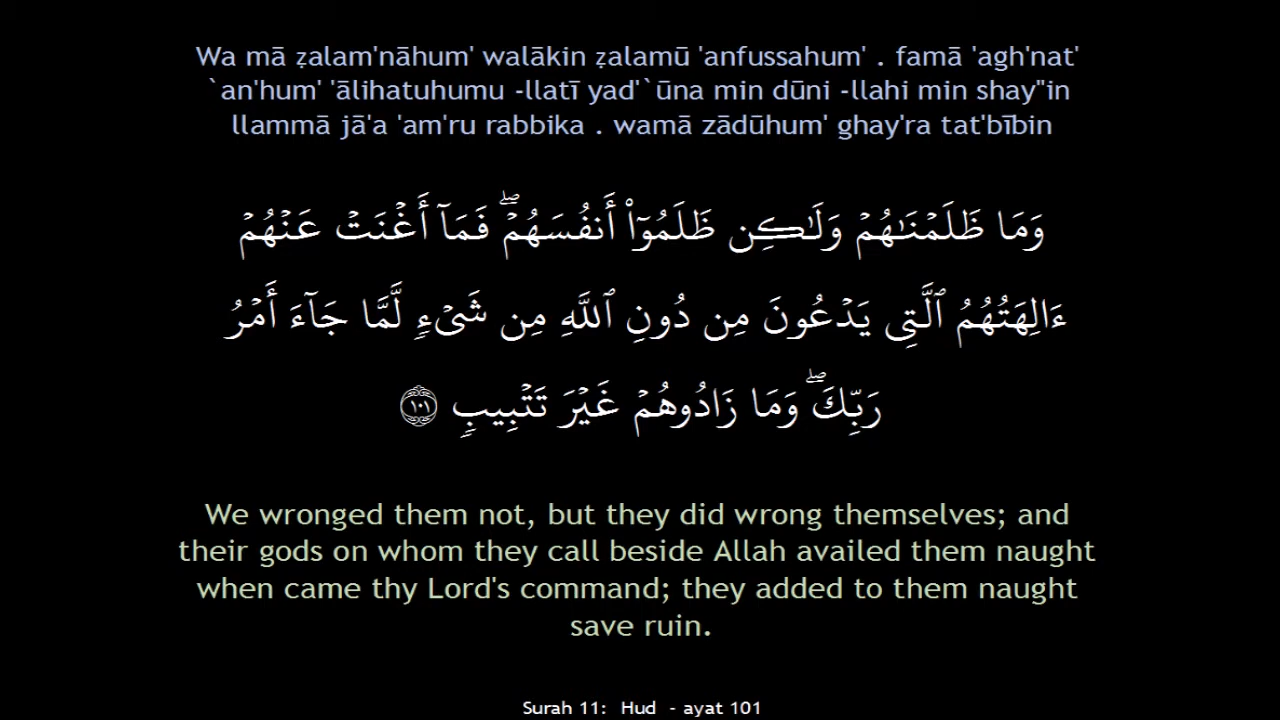 Wa mā ẓalam'nāhum' walākin ẓalamū 'anfussahum' . famā 'agh'nat'
`an'hum' 'ālihatuhumu -llatī yad'`ūna min dūni -llahi min shay"in
llammā jā'a 'am'ru rabbika . wamā zādūhum' ghay'ra tat'bībin
وَمَا ظَلَمْنَٰهُمْ وَلَٰكِن ظَلَمُوٓا۟ أَنفُسَهُمْ ۖ فَمَآ أَغْنَتْ عَنْهُمْ
ءَالِهَتُهُمُ ٱلَّتِى يَدْعُونَ مِن دُونِ ٱللَّهِ مِن شَىْءٍ لَّمَّا جَآءَ أَمْرُ
رَبِّكَ ۖ وَمَا زَادُوهُمْ غَيْرَ تَتْبِيبٍ ١٠١
We wronged them not, but they did wrong themselves; and
their gods on whom they call beside Allah availed them naught
when came thy Lord's command; they added to them naught
save ruin.
Surah 11: Hud - ayat 101